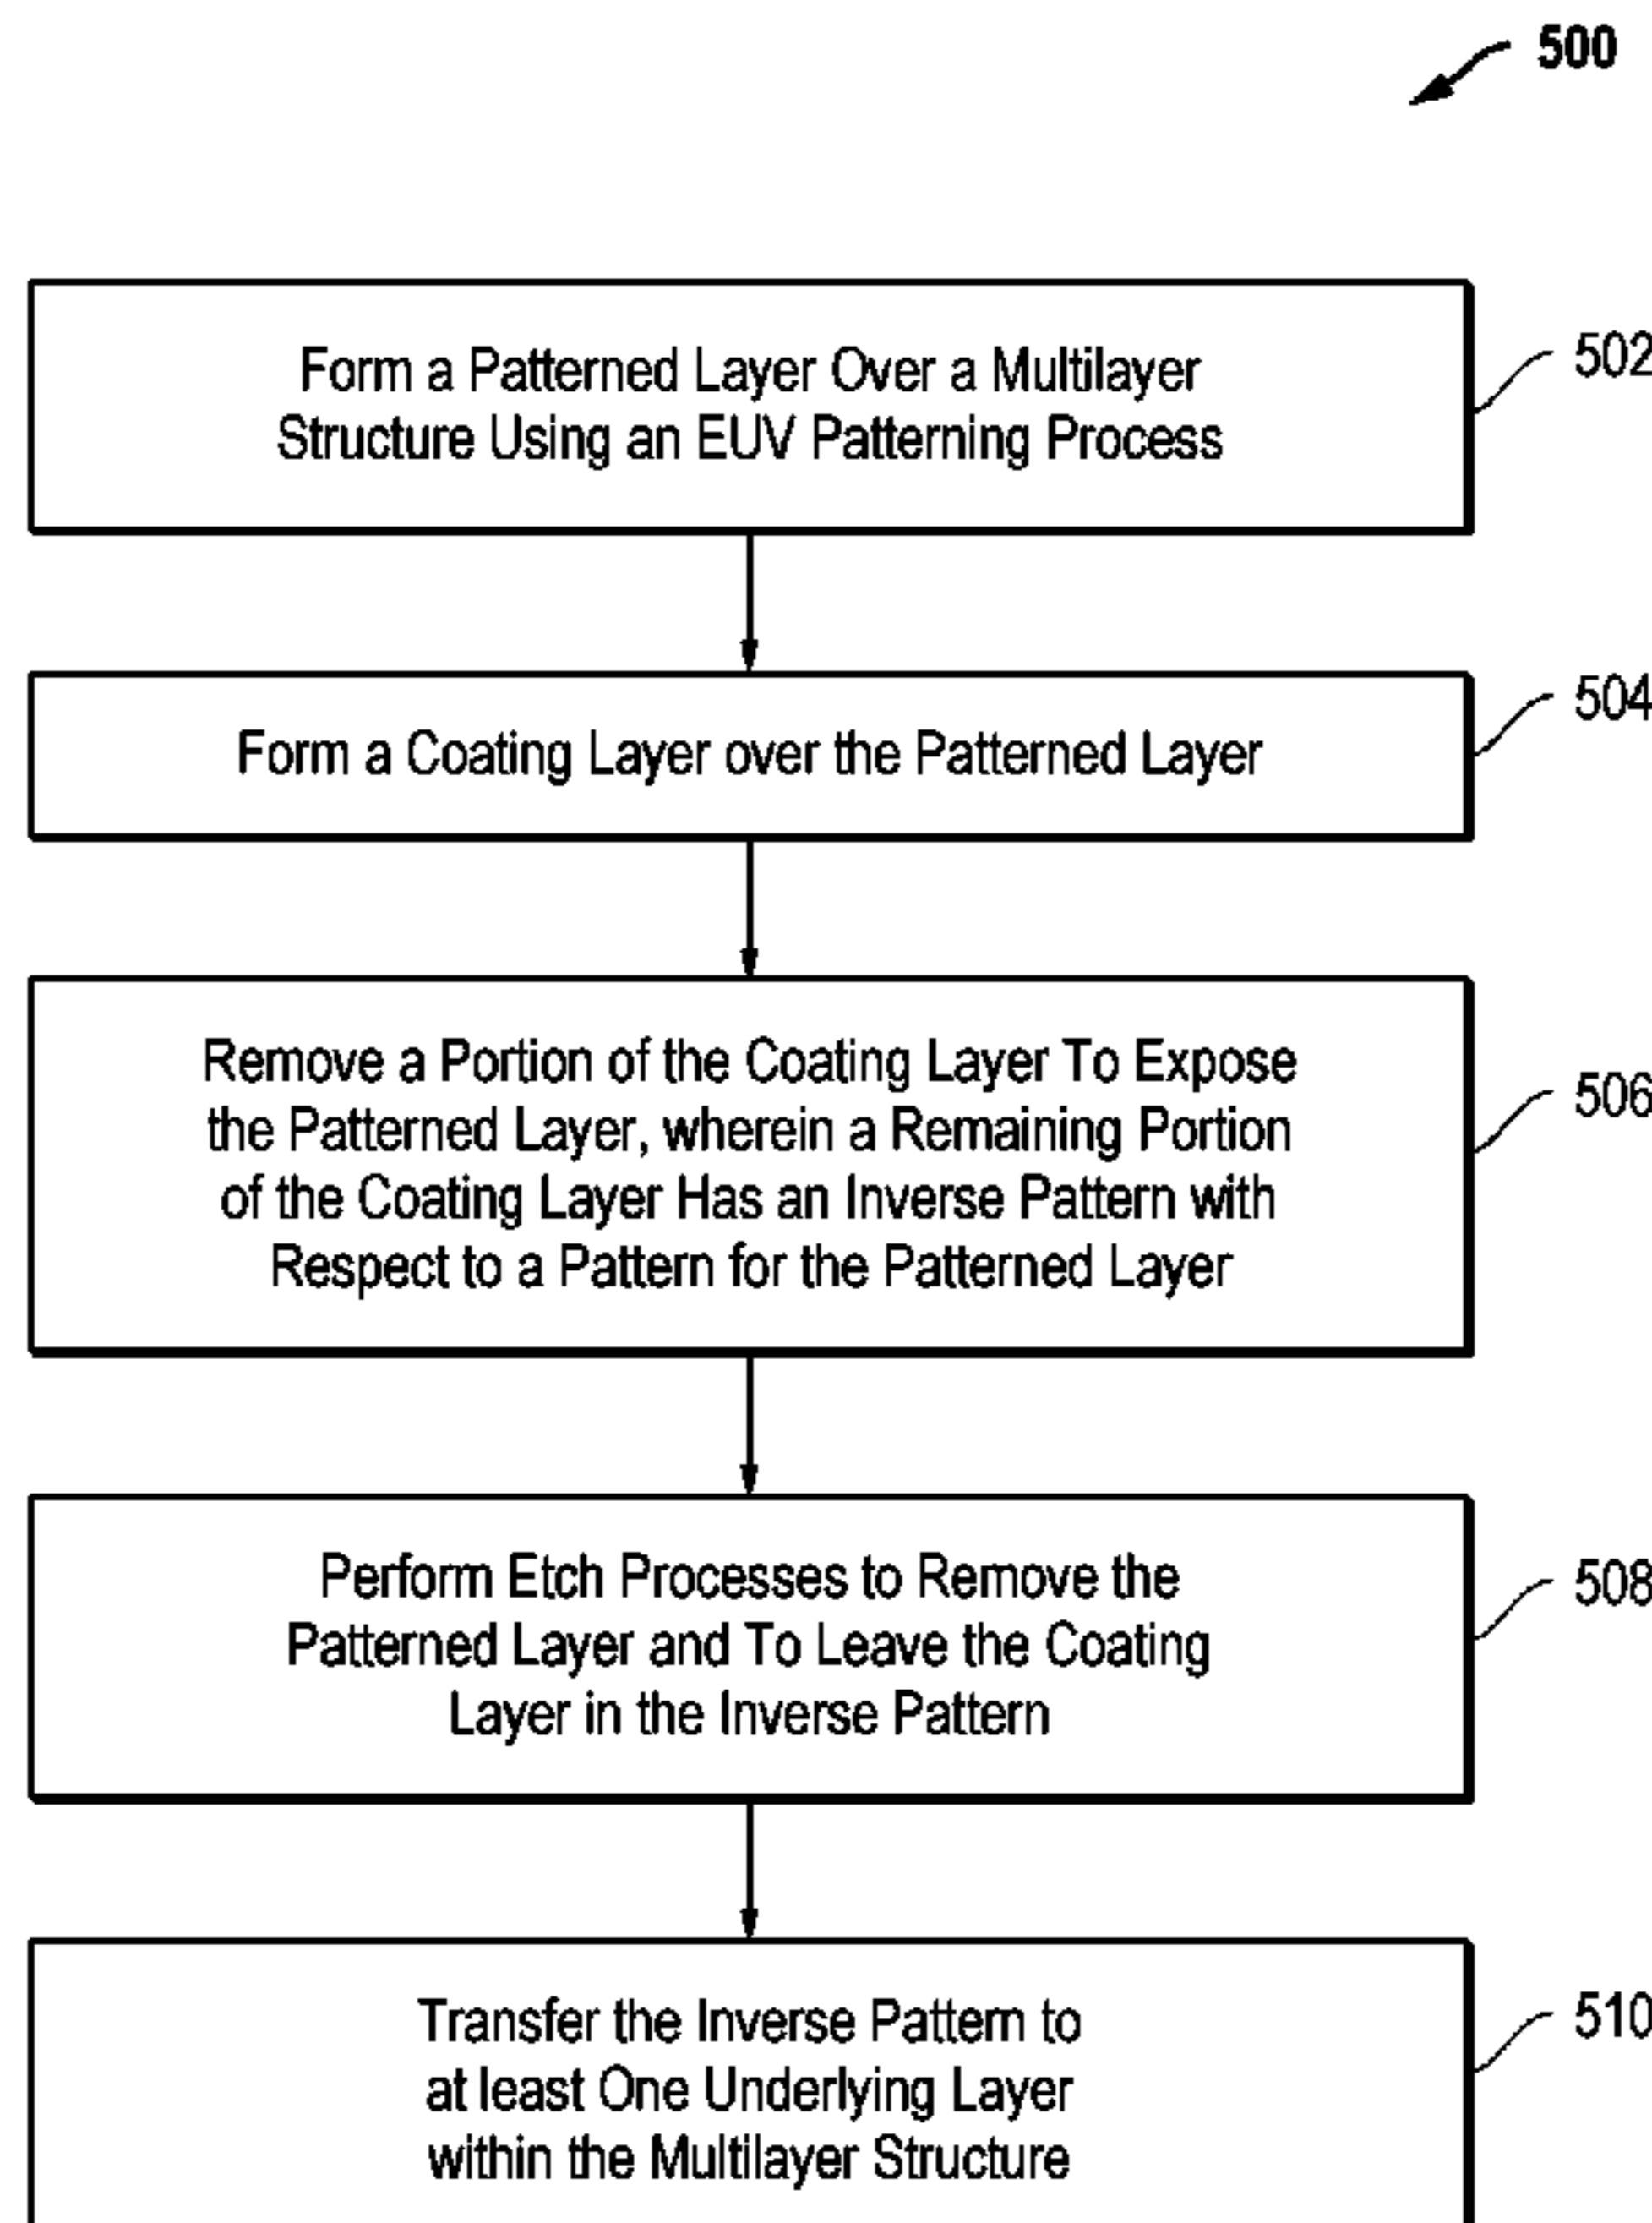 500
Form a Patterned Layer Over a Multilayer
Structure Using an EUV Patterning Process
502
Form a Coating Layer over the Patterned Layer
504
Remove a Portion of the Coating Layer To Expose
the Patterned Layer, wherein a Remaining Portion
of the Coating Layer Has an Inverse Pattern with
Respect to a Pattern for the Patterned Layer
506
Perform Etch Processes to Remove the
Patterned Layer and To Leave the Coating
Layer in the Inverse Pattern
508
Transfer the Inverse Pattern to
at least One Underlying Layer
within the Multilayer Structure
510